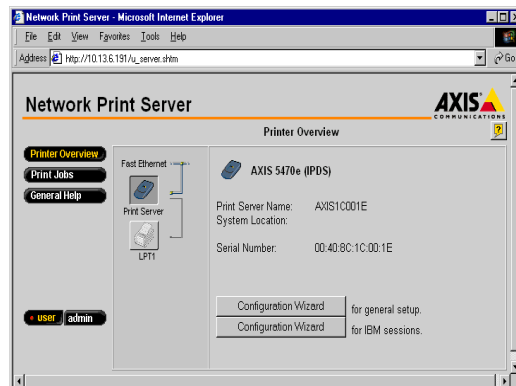 Network Print Server - Microsoft Internet Explorer
File Edit View Favorites Tools Help
Address http://10.13.6.191/u_server.shtm Go
Network Print Server
AXIS
COMMUNICATIONS
Printer Overview
Printer Overview
Print Jobs
General Help
Fast Ethernet
Print Server
LPT1
AXIS 5470e (IPDS)
Print Server Name: AXIS1C001E
System Location:
Serial Number: 00:40:8C:1C:00:1E
Configuration Wizard for general setup.
Configuration Wizard for IBM sessions.
user admin